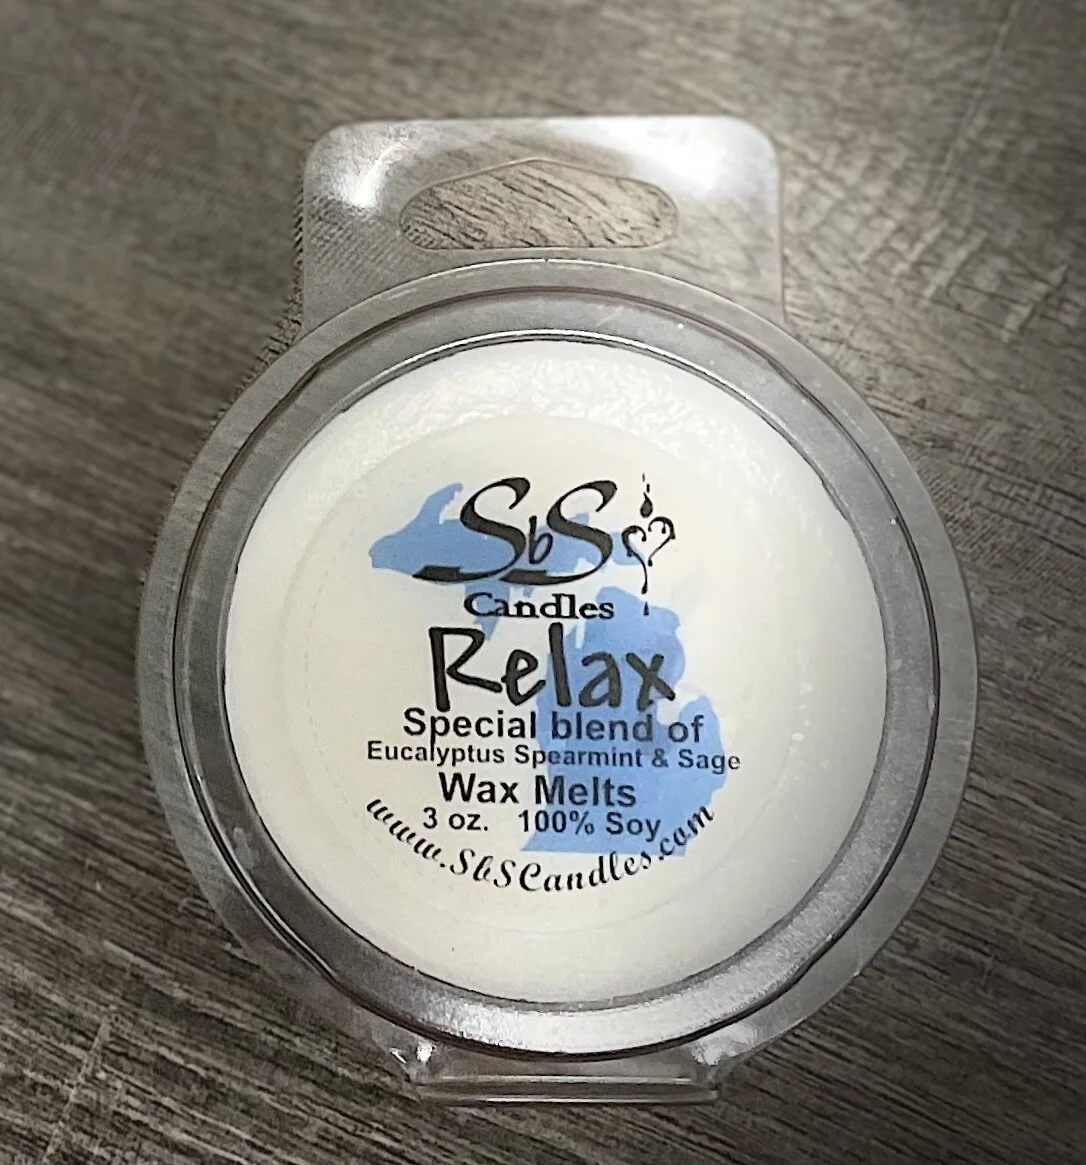 SbS
Candles
Relax
Special blend of
Eucalyptus Spearmint & Sage
Wax Melts
3 oz. 100% Soy
www.SbSCandles.com